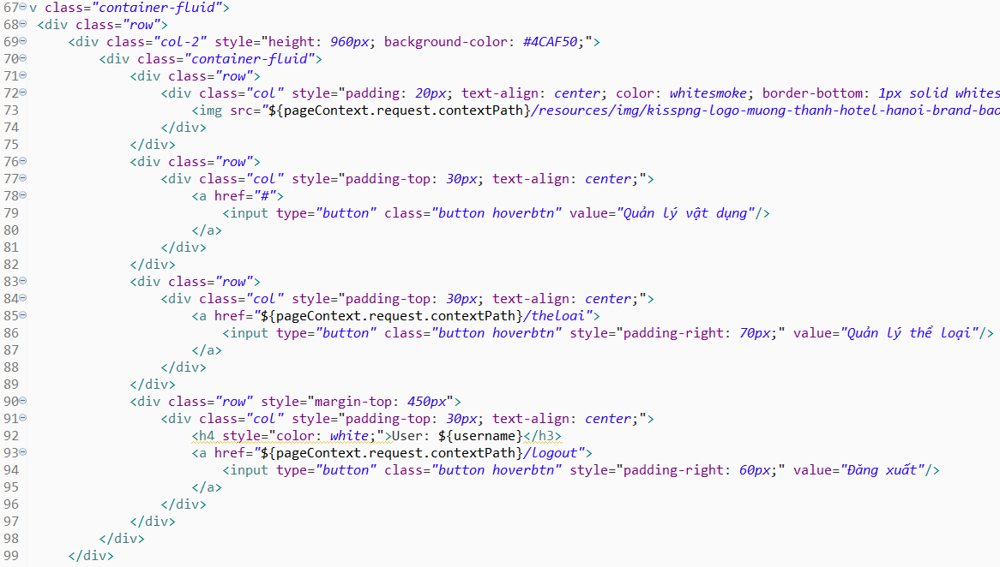 67 v class="container-fluid">
68 <div class="row">
69 <div class="col-2" style="height: 960px; background-color: #4CAF50;">
70 <div class="container-fluid">
71 <div class="row">
72 <div class="col" style="padding: 20px; text-align: center; color: whitesmoke; border-bottom: 1px solid whites
73 <img src="${pageContext.request.contextPath}/resources/img/kisspng-logo-muong-thanh-hotel-hanoi-brand-bao
74 </div>
75 </div>
76 <div class="row">
77 <div class="col" style="padding-top: 30px; text-align: center;">
78 <a href="#">
79 <input type="button" class="button hoverbtn" value="Quản lý vật dụng"/>
80 </a>
81 </div>
82 </div>
83 <div class="row">
84 <div class="col" style="padding-top: 30px; text-align: center;">
85 <a href="${pageContext.request.contextPath}/theloai">
86 <input type="button" class="button hoverbtn" style="padding-right: 70px;" value="Quản lý thể loại"/>
87 </a>
88 </div>
89 </div>
90 <div class="row" style="margin-top: 450px">
91 <div class="col" style="padding-top: 30px; text-align: center;">
92 <h4 style="color: white;">User: ${username}</h3>
93 <a href="${pageContext.request.contextPath}/logout">
94 <input type="button" class="button hoverbtn" style="padding-right: 60px;" value="Đăng xuất"/>
95 </a>
96 </div>
97 </div>
98 </div>
99 </div>